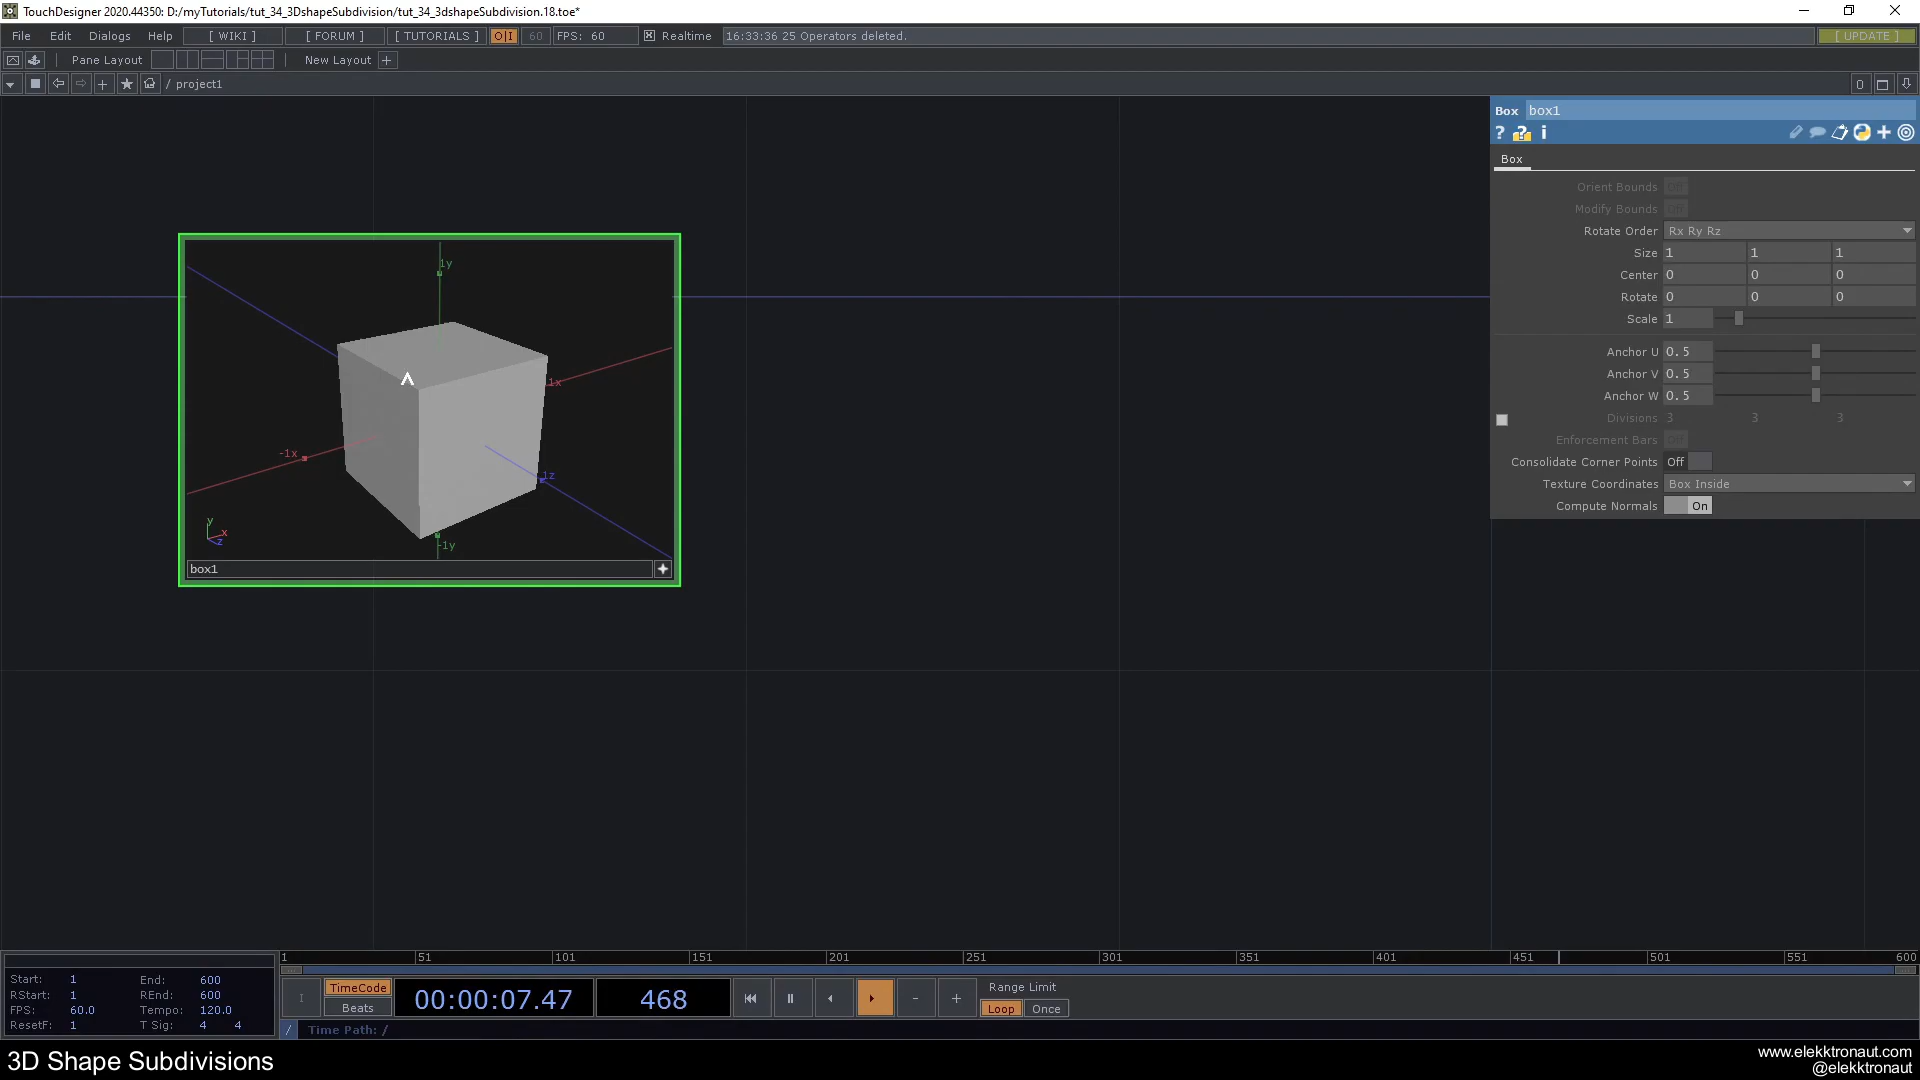 TouchDesigner 2020.44350: D:/myTutorials/tut_34_3DshapeSubdivision/tut_34_3dshapeSubdivision.18.toe*
File Edit Dialogs Help [ WIKI ] [ FORUM ] [ TUTORIALS ] O|I 60 FPS: 60 Realtime 16:33:36 25 Operators deleted. [ UPDATE ]
Pane Layout New Layout +
/ project1 0
Box box1
? ? i
Box
Orient Bounds
Modify Bounds
Rotate Order Rx Ry Rz
Size 1 1 1
Center 0 0 0
Rotate 0 0 0
Scale 1
Anchor U 0.5
Anchor V 0.5
Anchor W 0.5
Divisions 3 3 3
Enforcement Bars
Consolidate Corner Points Off
Texture Coordinates Box Inside
Compute Normals On
1y
1x
-1x
1z
-1y
y
x
z
box1
1 51 101 151 201 251 301 351 401 451 501 551 600
Start: 1 End: 600
RStart: 1 REnd: 600
FPS: 60.0 Tempo: 120.0
ResetF: 1 T Sig: 4 4
I TimeCode Beats 00:00:07.47 468 - + Range Limit
Loop Once
/ Time Path: /
3D Shape Subdivisions
www.elekktronaut.com
@elekktronaut